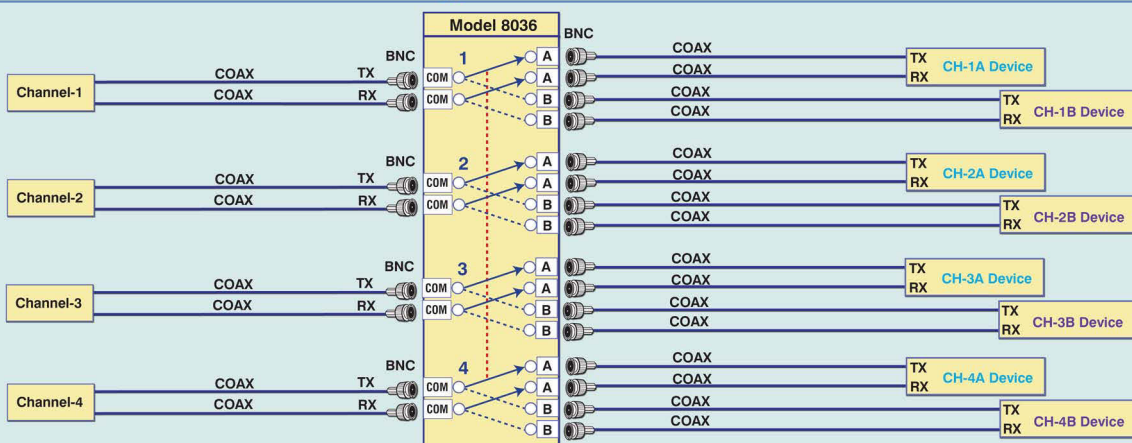 Model 8036
BNC
BNC
1
A
COAX
TX
CH-1A Device
Channel-1
COAX
TX
COM
A
COAX
RX
COAX
RX
COM
B
COAX
TX
CH-1B Device
B
COAX
RX
BNC
2
A
COAX
TX
CH-2A Device
Channel-2
COAX
TX
COM
A
COAX
RX
COAX
RX
COM
B
COAX
TX
CH-2B Device
B
COAX
RX
BNC
3
A
COAX
TX
CH-3A Device
Channel-3
COAX
TX
COM
A
COAX
RX
COAX
RX
COM
B
COAX
TX
CH-3B Device
B
COAX
RX
BNC
4
A
COAX
TX
CH-4A Device
Channel-4
COAX
TX
COM
A
COAX
RX
COAX
RX
COM
B
COAX
TX
CH-4B Device
B
COAX
RX